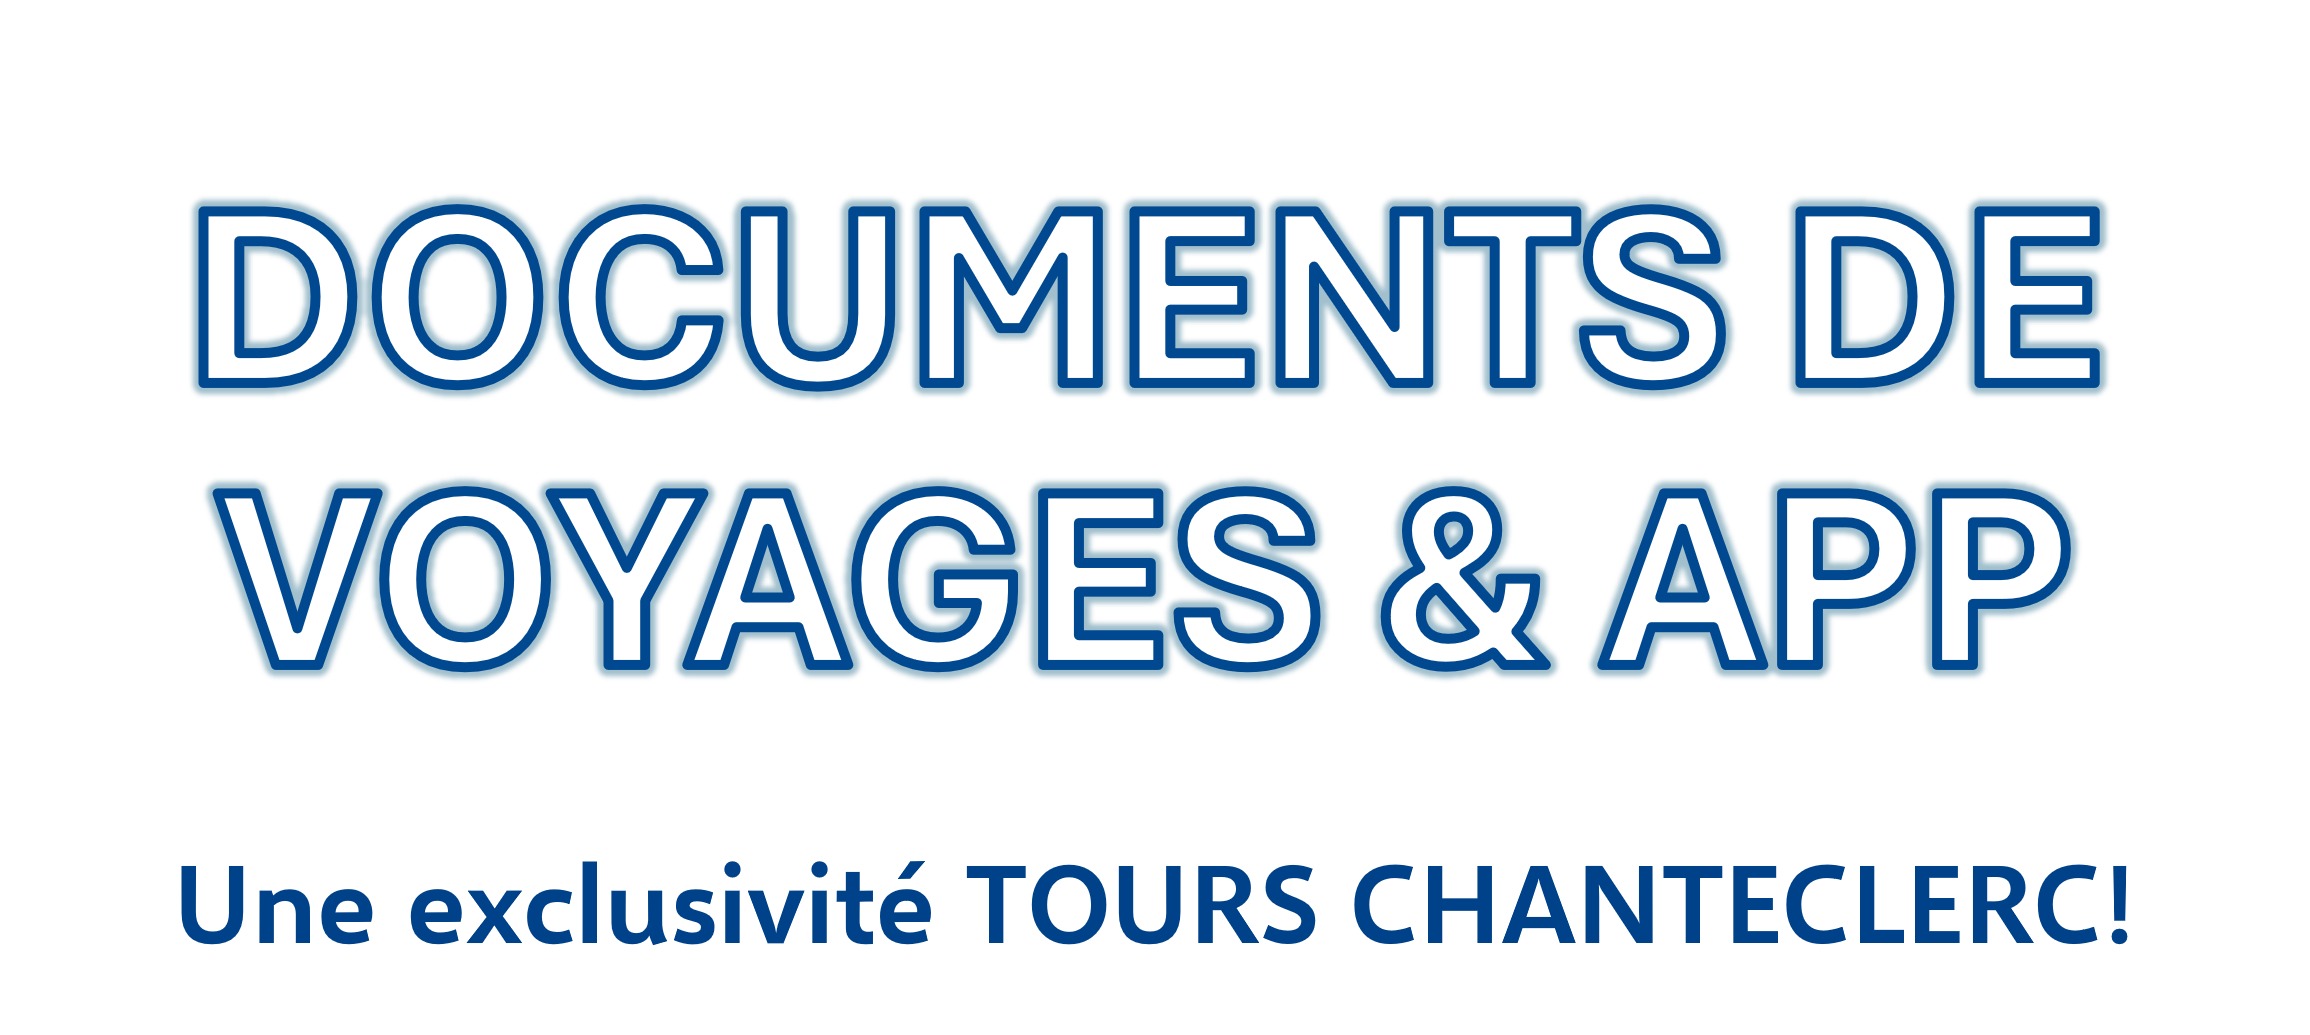 DOCUMENTS DE
VOYAGES & APP
Une exclusivité TOURS CHANTECLERC!